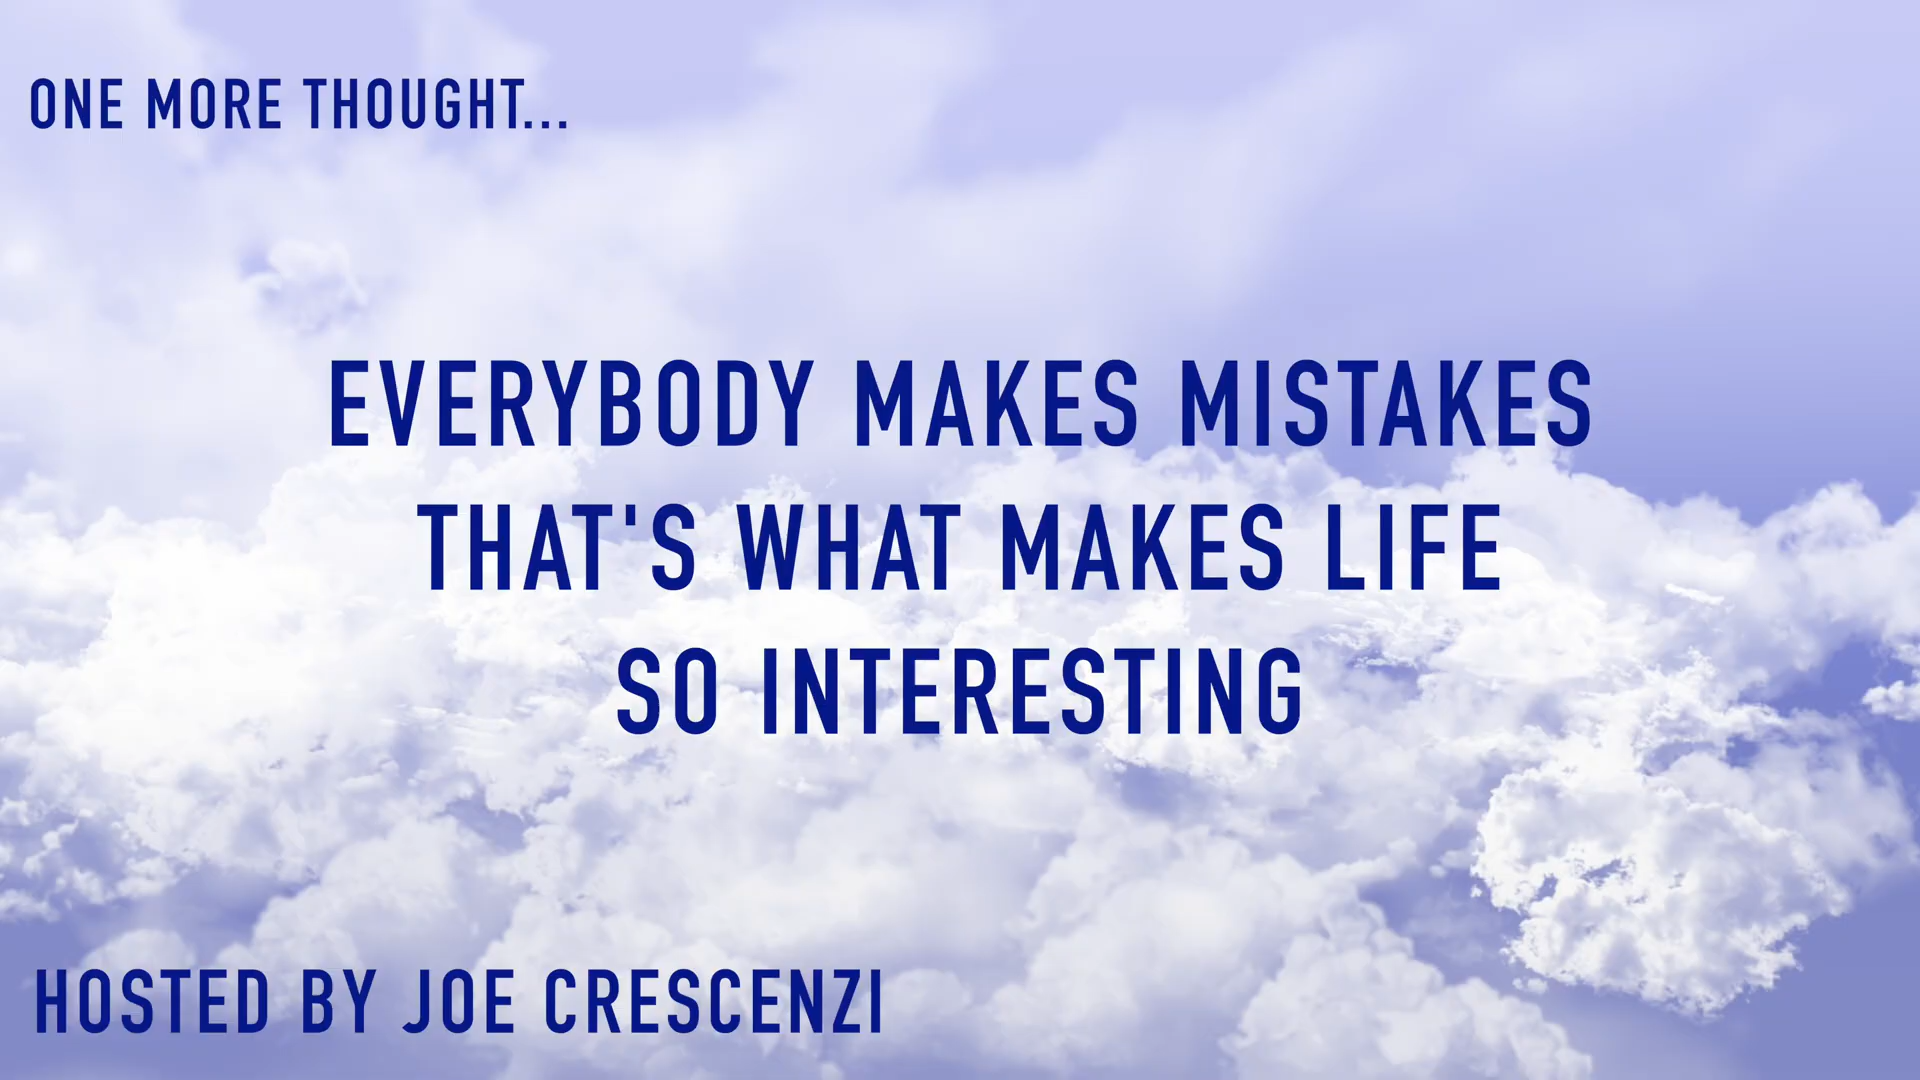 ONE MORE THOUGHT...
EVERYBODY MAKES MISTAKES
THAT'S WHAT MAKES LIFE
SO INTERESTING
HOSTED BY JOE CRESCENZI